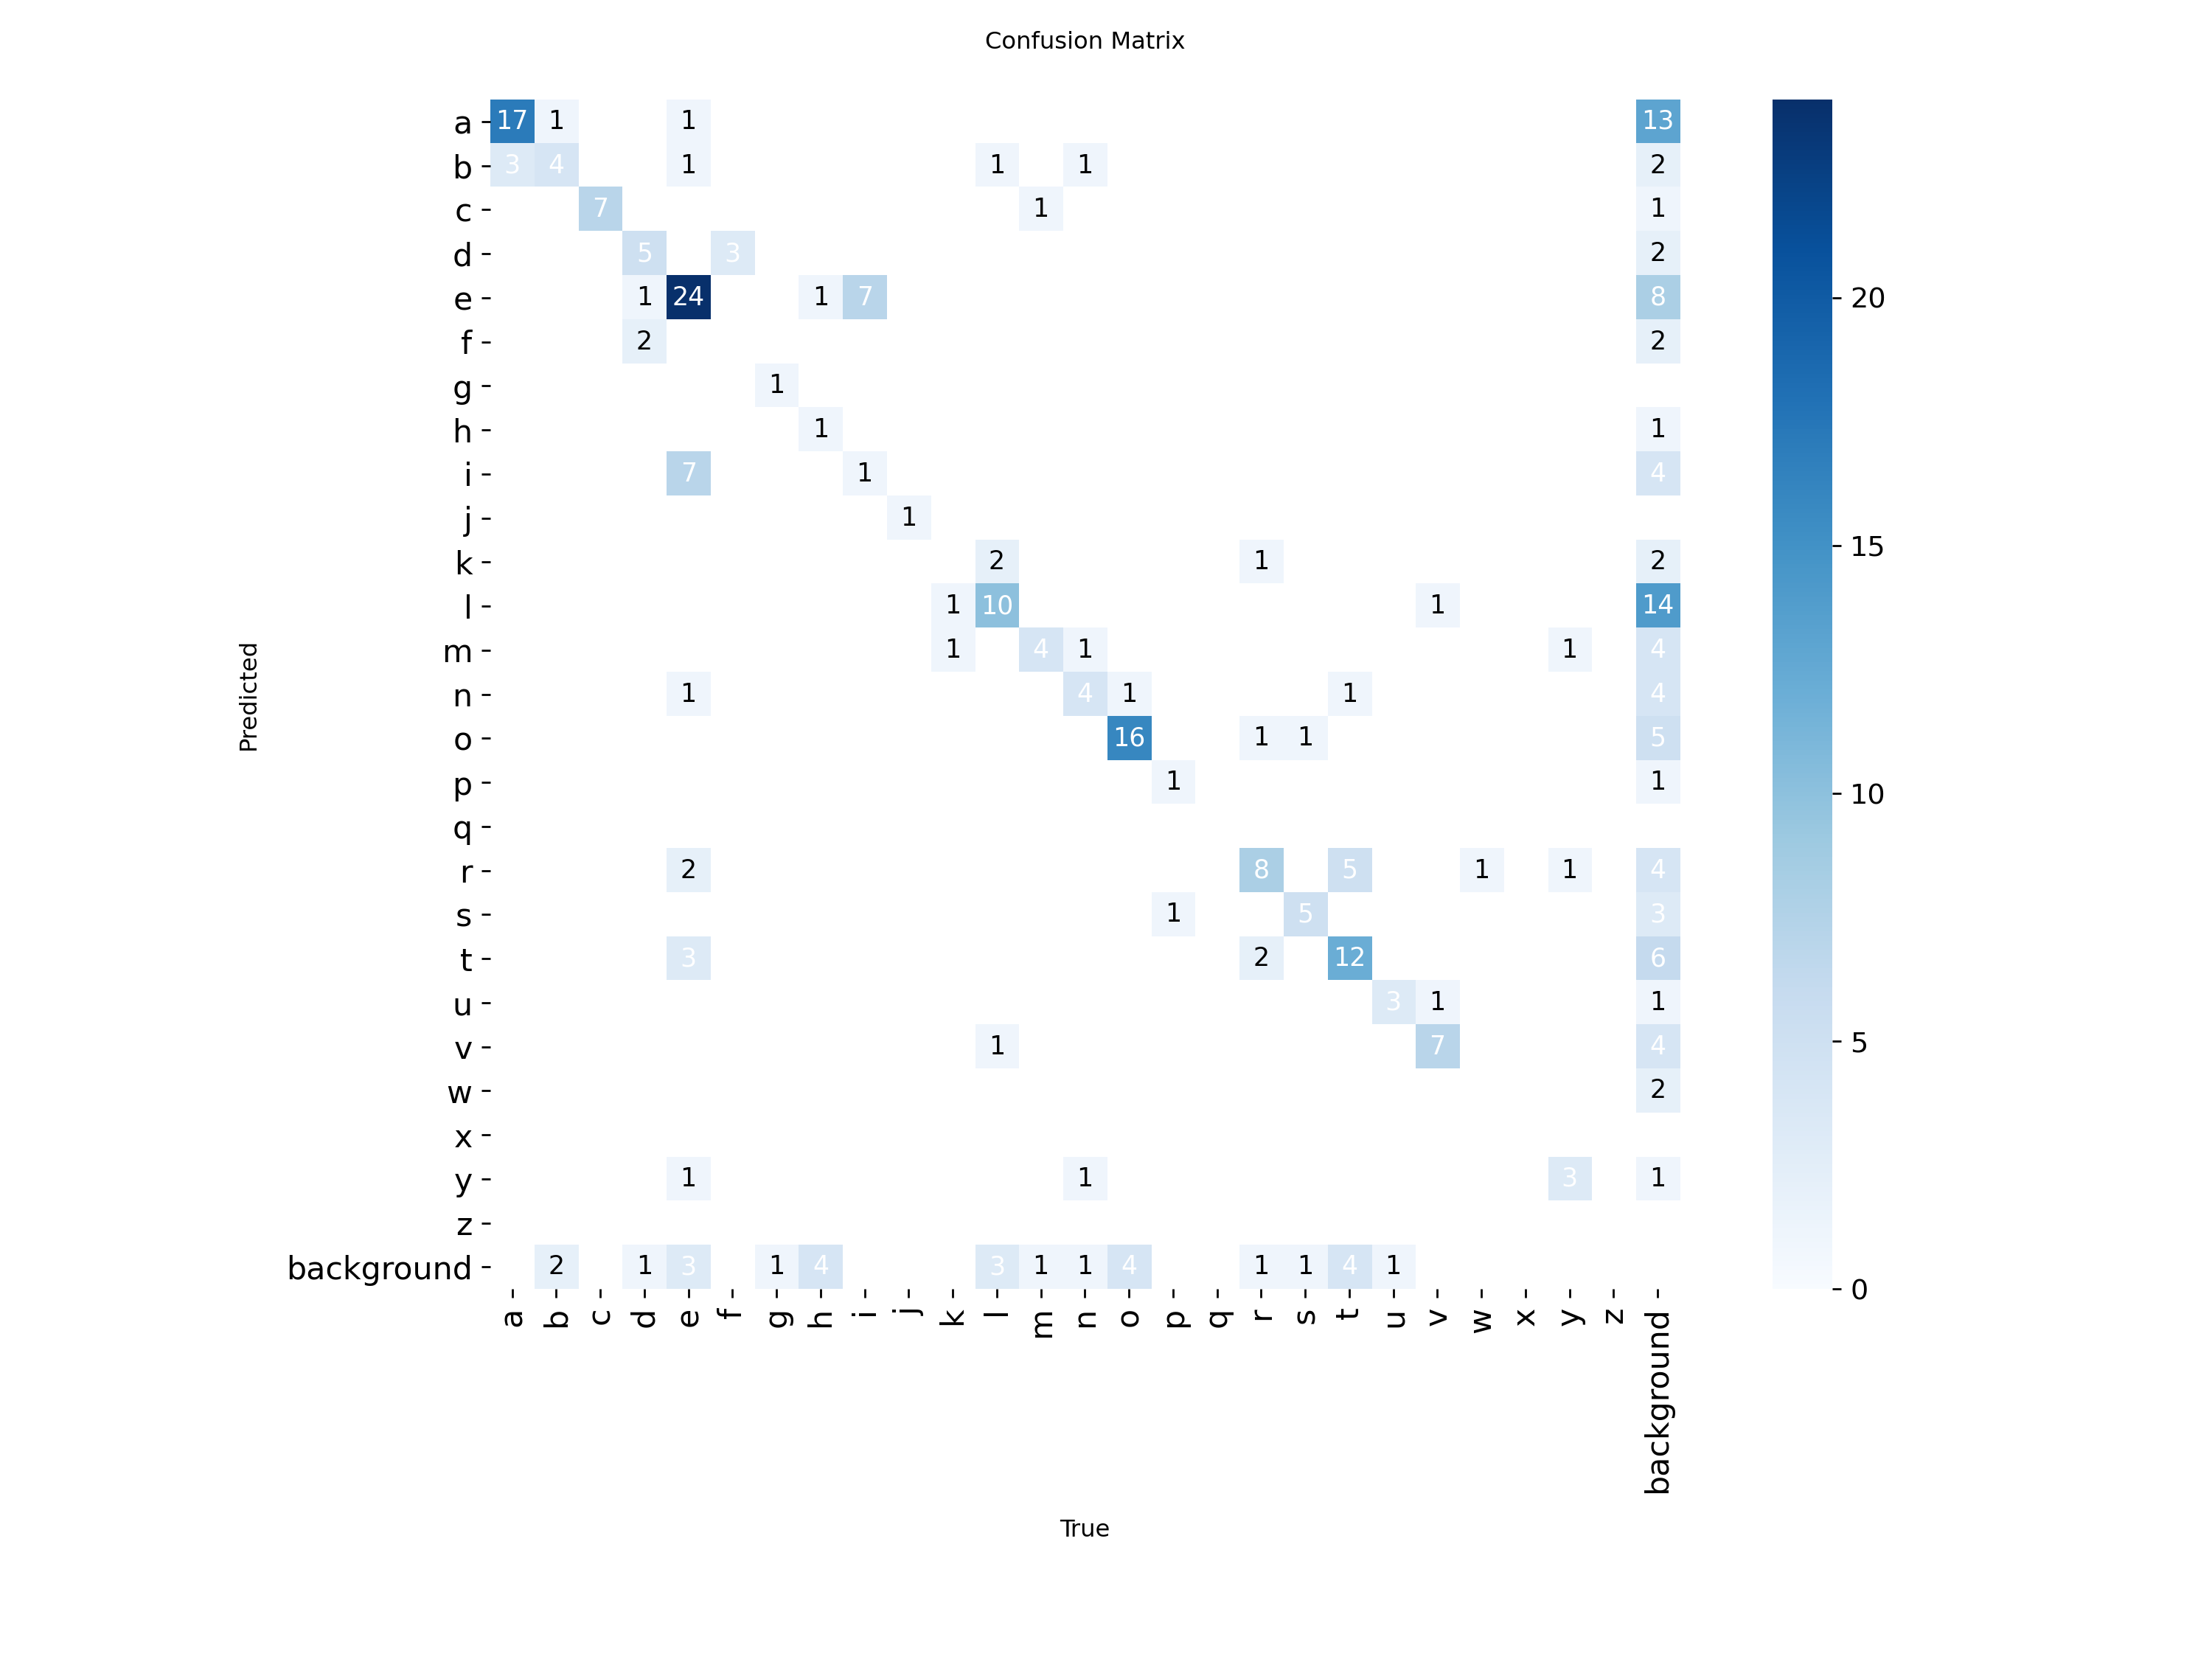 Confusion Matrix
a 17 1 1 13
b 3 4 1 1 1 2
c 7 1 1
d 5 3 2
e 1 24 1 7 8 20
f 2 2
g 1
h 1 1
i 7 1 4
j 1 15
k 2 1 2
l 1 10 1 14
m 1 4 1 1 4
n 1 4 1 1 4
o 16 1 1 5
p 1 1 10
q
r 2 8 5 1 1 4
s 1 5 3
t 3 2 12 6
u 3 1 1
v 1 7 4 5
w 2
x
y 1 1 3 1
z
background 2 1 3 1 4 3 1 1 4 1 1 4 1 0
a b c d e f g h i j k l m n o p q r s t u v w x y z background
Predicted
True